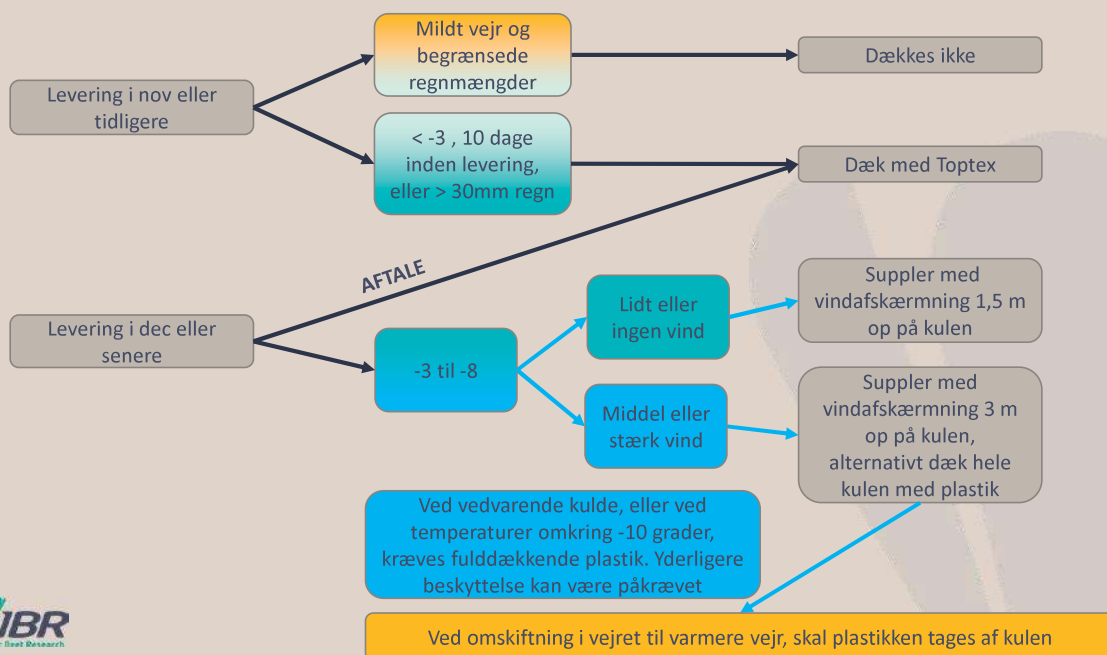 Mildt vejr og
begrænsede
regnmængder
Dækkes ikke
Levering i nov eller
tidligere
< -3 , 10 dage
inden levering,
eller > 30mm regn
Dæk med Toptex
AFTALE
Levering i dec eller
senere
-3 til -8
Lidt eller
ingen vind
Suppler med
vindafskærmning 1,5 m
op på kulen
Middel eller
stærk vind
Suppler med
vindafskærmning 3 m
op på kulen,
alternativt dæk hele
kulen med plastik
Ved vedvarende kulde, eller ved
temperaturer omkring -10 grader,
kræves fulddækkende plastik. Yderligere
beskyttelse kan være påkrævet
Ved omskiftning i vejret til varmere vejr, skal plastikken tages af kulen
BR
Beet Research